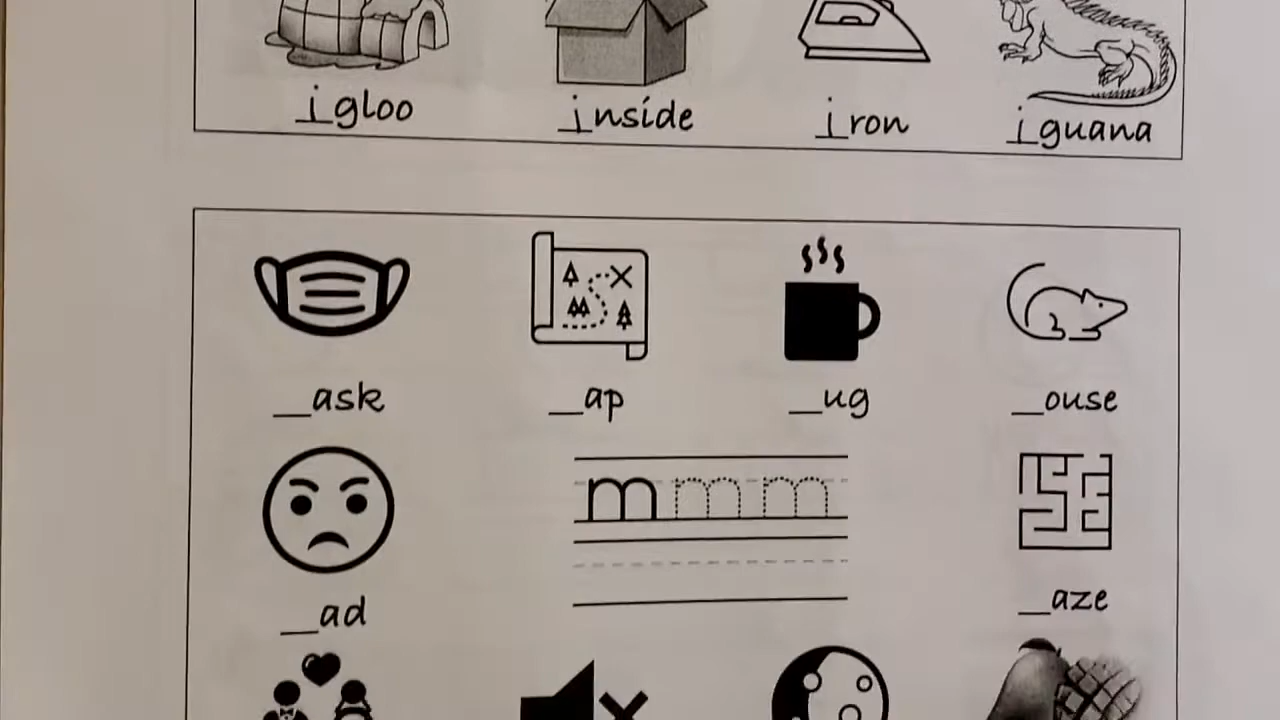 igloo inside iron iguana
_ask _ap _ug _ouse
m m m
_ad _aze